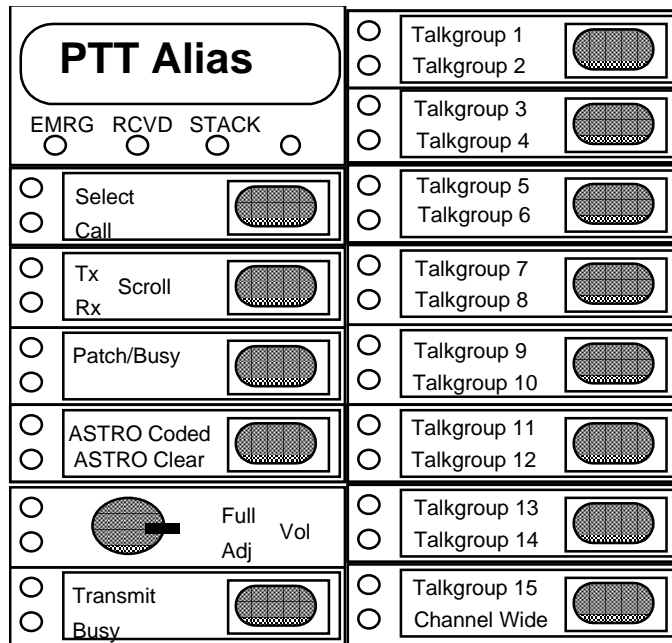 PTT Alias
EMRG RCVD STACK
Select
Call
Tx
Scroll
Rx
Patch/Busy
ASTRO Coded
ASTRO Clear
Full
Vol
Adj
Transmit
Busy
Talkgroup 1
Talkgroup 2
Talkgroup 3
Talkgroup 4
Talkgroup 5
Talkgroup 6
Talkgroup 7
Talkgroup 8
Talkgroup 9
Talkgroup 10
Talkgroup 11
Talkgroup 12
Talkgroup 13
Talkgroup 14
Talkgroup 15
Channel Wide